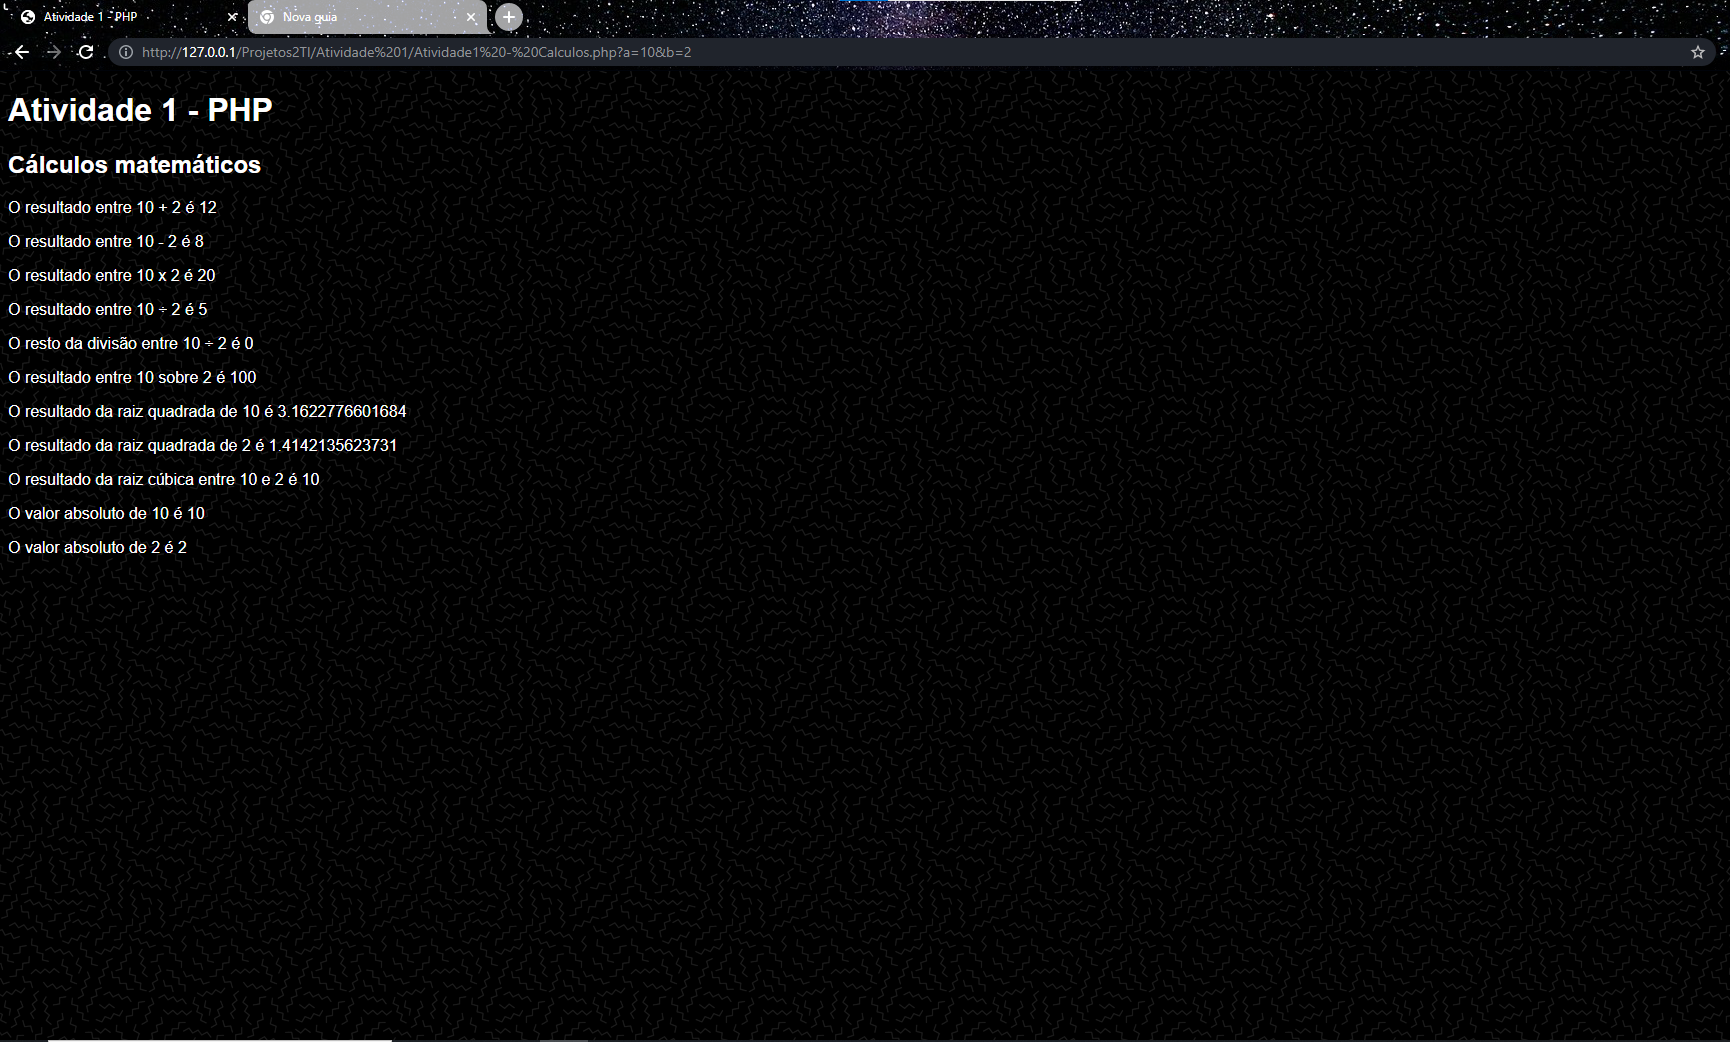 Atividade 1 - PHP
Nova guia
http://127.0.0.1/Projetos2TI/Atividade%201/Atividade1%20-%20Calculos.php?a=10&b=2
Atividade 1 - PHP
Cálculos matemáticos
O resultado entre 10 + 2 é 12
O resultado entre 10 - 2 é 8
O resultado entre 10 x 2 é 20
O resultado entre 10 ÷ 2 é 5
O resto da divisão entre 10 ÷ 2 é 0
O resultado entre 10 sobre 2 é 100
O resultado da raiz quadrada de 10 é 3.1622776601684
O resultado da raiz quadrada de 2 é 1.4142135623731
O resultado da raiz cúbica entre 10 e 2 é 10
O valor absoluto de 10 é 10
O valor absoluto de 2 é 2